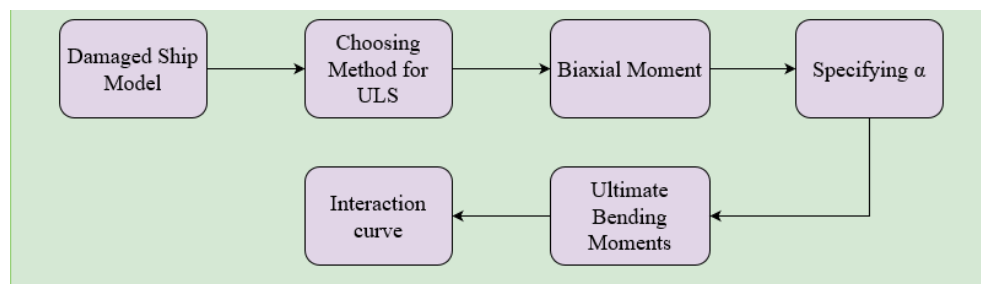 Damaged Ship
Model
Choosing
Method for
ULS
Biaxial Moment
Specifying α
Interaction
curve
Ultimate
Bending
Moments